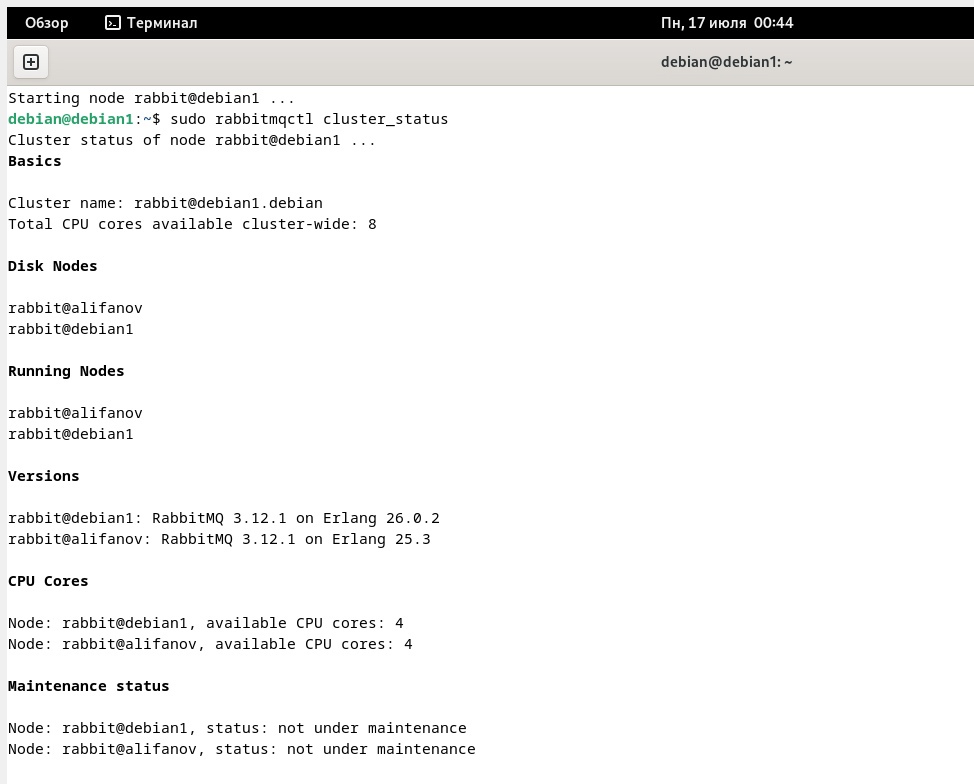 Обзор Терминал Пн, 17 июля 00:44
debian@debian1: ~
Starting node rabbit@debian1 ...
debian@debian1:~$ sudo rabbitmqctl cluster_status
Cluster status of node rabbit@debian1 ...
Basics
Cluster name: rabbit@debian1.debian
Total CPU cores available cluster-wide: 8
Disk Nodes
rabbit@alifanov
rabbit@debian1
Running Nodes
rabbit@alifanov
rabbit@debian1
Versions
rabbit@debian1: RabbitMQ 3.12.1 on Erlang 26.0.2
rabbit@alifanov: RabbitMQ 3.12.1 on Erlang 25.3
CPU Cores
Node: rabbit@debian1, available CPU cores: 4
Node: rabbit@alifanov, available CPU cores: 4
Maintenance status
Node: rabbit@debian1, status: not under maintenance
Node: rabbit@alifanov, status: not under maintenance